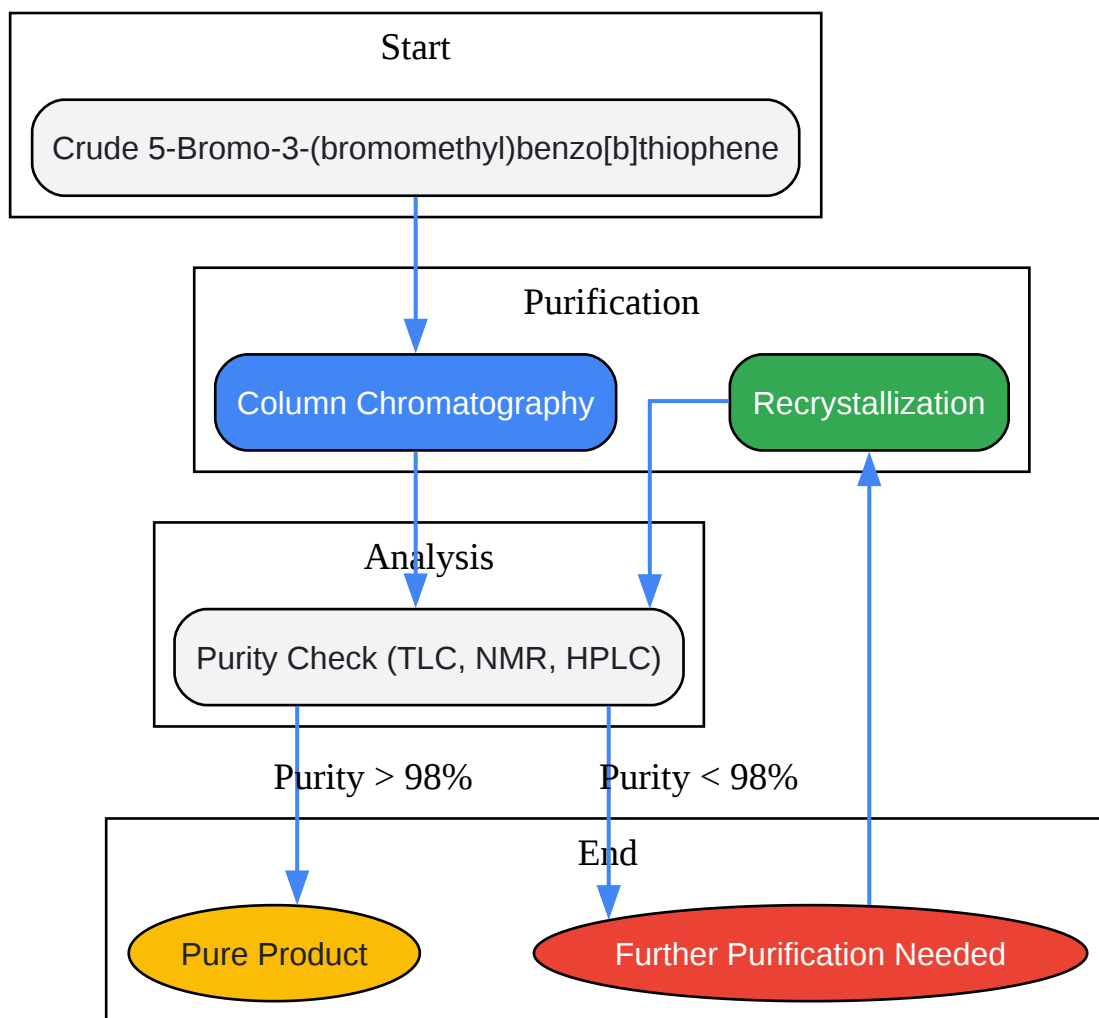 Start
Crude 5-Bromo-3-(bromomethyl)benzo[b]thiophene
Purification
Column Chromatography
Recrystallization
Analysis
Purity Check (TLC, NMR, HPLC)
Purity > 98%
Purity < 98%
End
Pure Product
Further Purification Needed